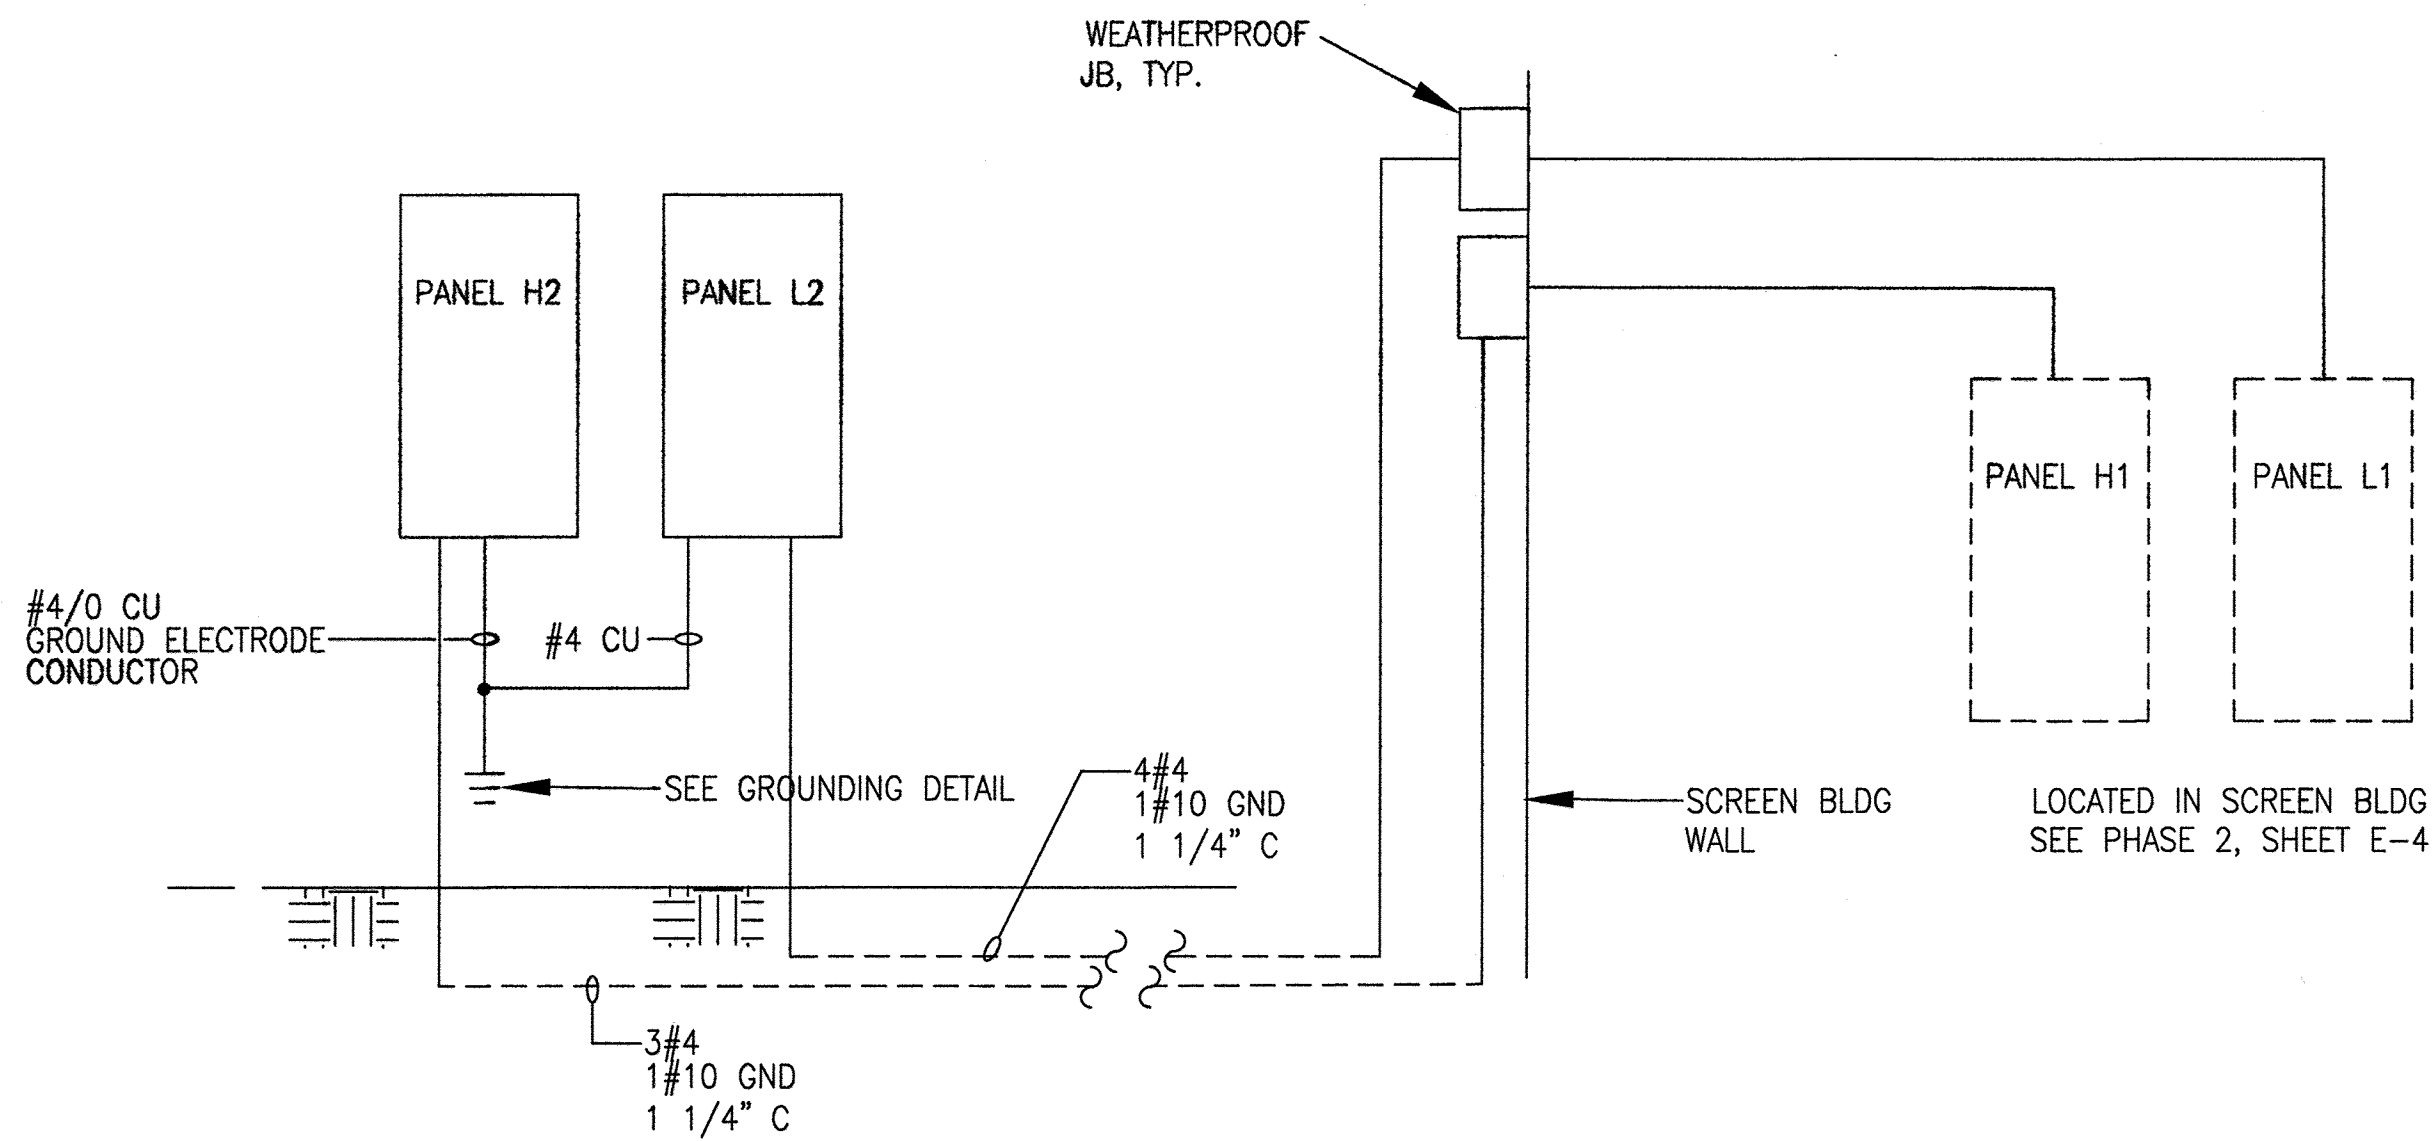 WEATHERPROOF
JB, TYP.
PANEL H2
PANEL L2
PANEL H1
PANEL L1
#4/0 CU
GROUND ELECTRODE
CONDUCTOR
#4 CU
SEE GROUNDING DETAIL
4#4
1#10 GND
1 1/4" C
SCREEN BLDG
WALL
LOCATED IN SCREEN BLDG
SEE PHASE 2, SHEET E-4
3#4
1#10 GND
1 1/4" C